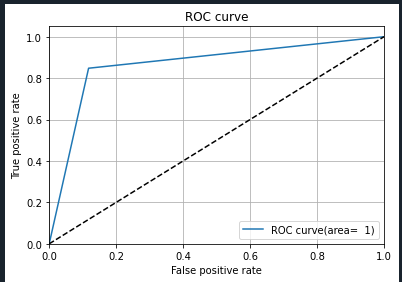 ROC curve
1.0
0.8
0.6
0.4
0.2
0.0
True positive rate
0.0 0.2 0.4 0.6 0.8 1.0
False positive rate
ROC curve(area=  1)